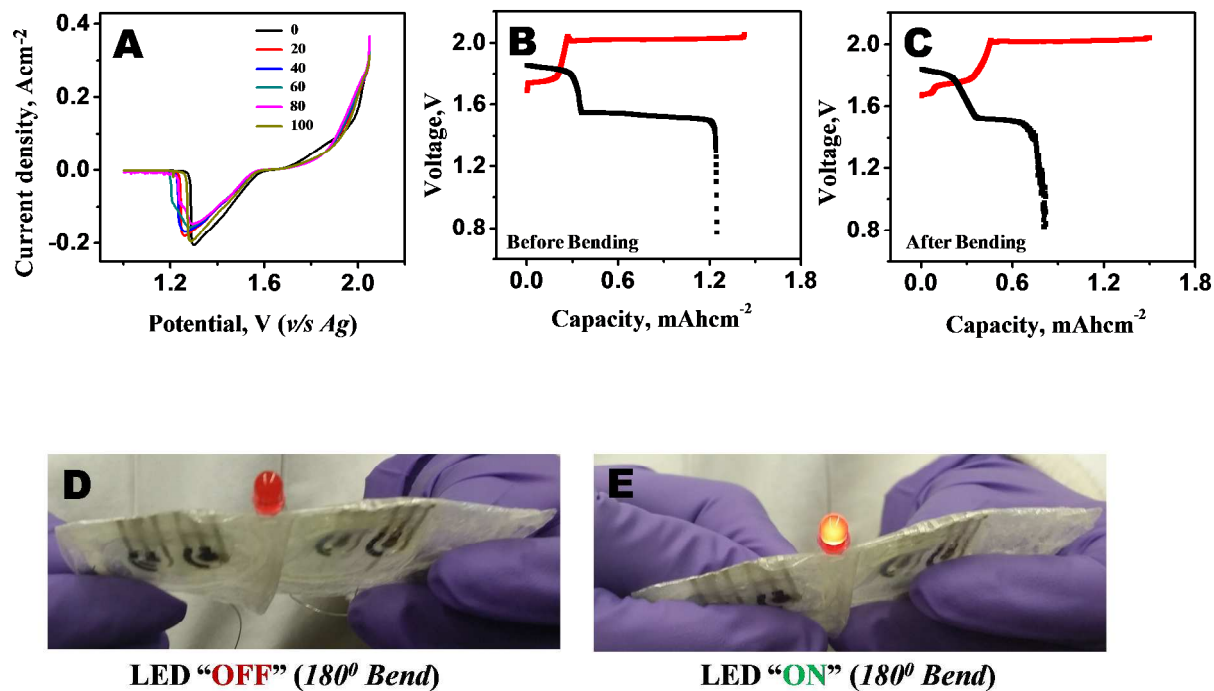 A
0
20
40
60
80
100
0.4
0.2
0.0
-0.2
1.2
1.6
2.0
Current density, Acm⁻²
Potential, V (v/s Ag)
B
2.0
1.6
1.2
0.8
0.0
0.6
1.2
1.8
Voltage,V
Before Bending
Capacity, mAhcm⁻²
C
2.0
1.6
1.2
0.8
0.0
0.6
1.2
1.8
Voltage,V
After Bending
Capacity, mAhcm⁻²
D
LED “OFF” (180⁰ Bend)
E
LED “ON” (180⁰ Bend)